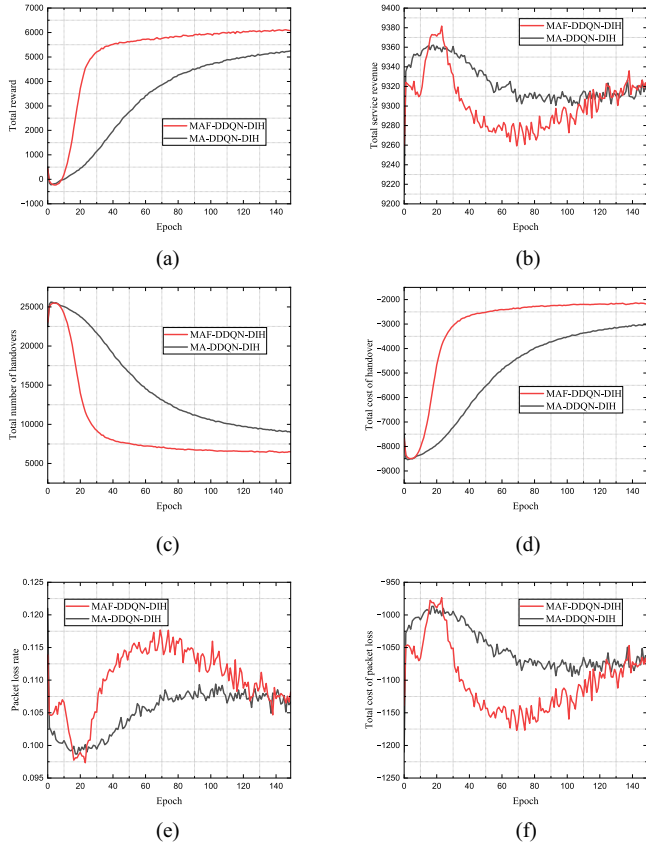 7000
6000
5000
4000
3000
2000
1000
0
-1000
Total reward
MAF-DDQN-DIH
MA-DDQN-DIH
0 20 40 60 80 100 120 140
Epoch
(a)
9400
9380
9360
9340
9320
9300
9280
9260
9240
9220
9200
Total service revenue
MAF-DDQN-DIH
MA-DDQN-DIH
0 20 40 60 80 100 120 140
Epoch
(b)
25000
20000
15000
10000
5000
Total number of handovers
MAF-DDQN-DIH
MA-DDQN-DIH
0 20 40 60 80 100 120 140
Epoch
(c)
-2000
-3000
-4000
-5000
-6000
-7000
-8000
-9000
Total cost of handover
MAF-DDQN-DIH
MA-DDQN-DIH
0 20 40 60 80 100 120 140
Epoch
(d)
0.125
0.120
0.115
0.110
0.105
0.100
0.095
Packet loss rate
MAF-DDQN-DIH
MA-DDQN-DIH
0 20 40 60 80 100 120 140
Epoch
(e)
-950
-1000
-1050
-1100
-1150
-1200
-1250
Total cost of packet loss
MAF-DDQN-DIH
MA-DDQN-DIH
0 20 40 60 80 100 120 140
Epoch
(f)